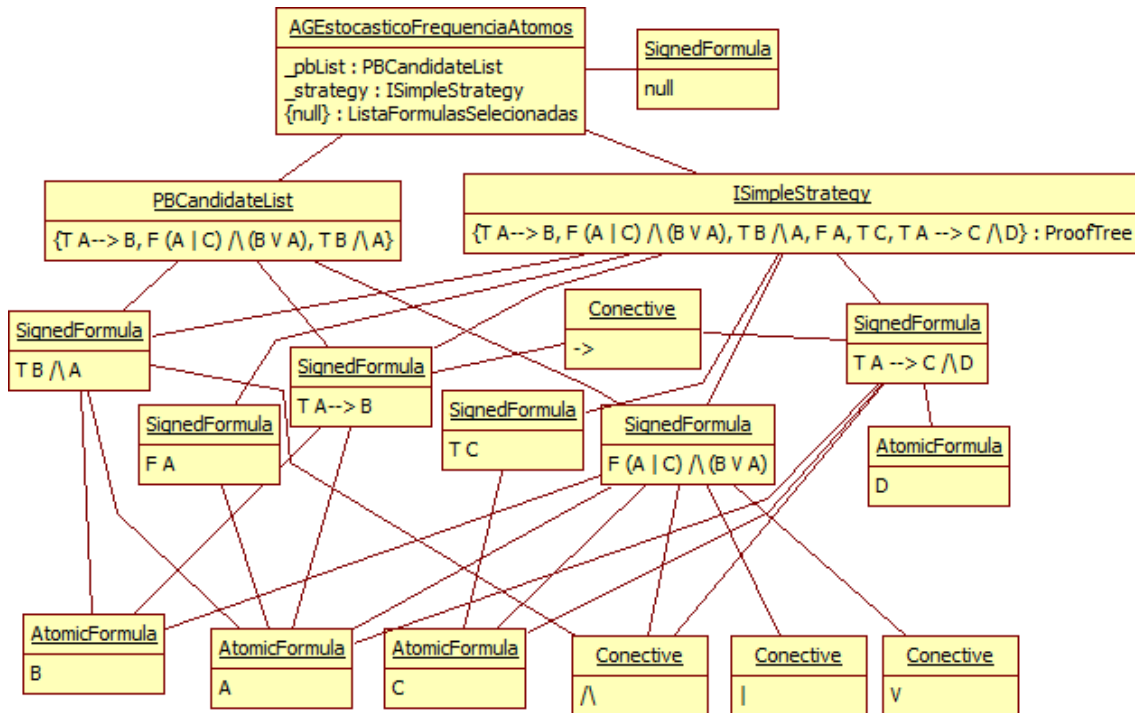 AGEstocasticoFrequenciaAtomos
_pbList : PBCandidateList
_strategy : ISimpleStrategy
{null} : ListaFormulasSelecionadas
SignedFormula
null
PBCandidateList
{T A--> B, F (A | C) /\ (B V A), T B /\ A}
ISimpleStrategy
{T A--> B, F (A | C) /\ (B V A), T B /\ A, F A, T C, T A --> C /\ D} : ProofTree
SignedFormula
T B /\ A
SignedFormula
F A
SignedFormula
T A--> B
Conective
->
SignedFormula
T C
SignedFormula
F (A | C) /\ (B V A)
SignedFormula
T A --> C /\ D
AtomicFormula
D
AtomicFormula
B
AtomicFormula
A
AtomicFormula
C
Conective
/\
Conective
|
Conective
V